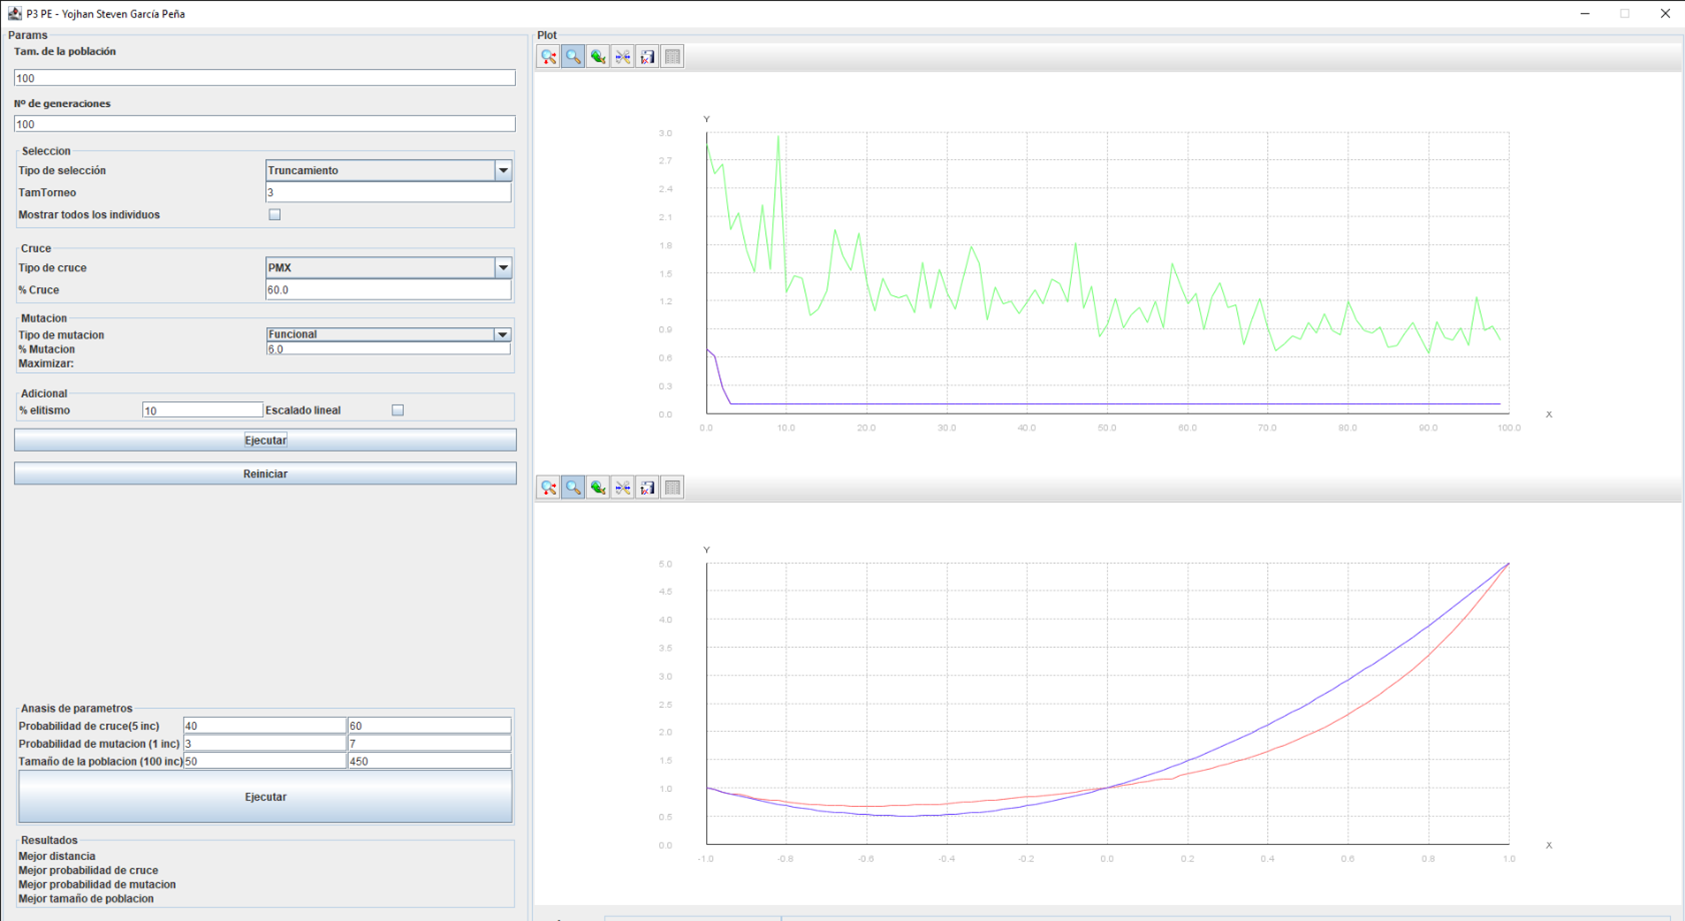 P3 PE - Yojhan Steven García Peña
Params
Tam. de la población
100
Nº de generaciones
100
Seleccion
Tipo de selección Truncamiento
TamTorneo 3
Mostrar todos los individuos
Cruce
Tipo de cruce PMX
% Cruce 60.0
Mutacion
Tipo de mutacion Funcional
% Mutacion 6.0
Maximizar:
Adicional
% elitismo 10 Escalado lineal
Ejecutar
Reiniciar
Anasis de parametros
Probabilidad de cruce(5 inc) 40 60
Probabilidad de mutacion (1 inc) 3 7
Tamaño de la poblacion (100 inc) 50 450
Ejecutar
Resultados
Mejor distancia
Mejor probabilidad de cruce
Mejor probabilidad de mutacion
Mejor tamaño de poblacion
Plot
Y
3.0
2.7
2.4
2.1
1.8
1.5
1.2
0.9
0.6
0.3
0.0
0.0 10.0 20.0 30.0 40.0 50.0 60.0 70.0 80.0 90.0 100.0
X
Y
5.0
4.5
4.0
3.5
3.0
2.5
2.0
1.5
1.0
0.5
0.0
-1.0 -0.8 -0.6 -0.4 -0.2 0.0 0.2 0.4 0.6 0.8 1.0
X